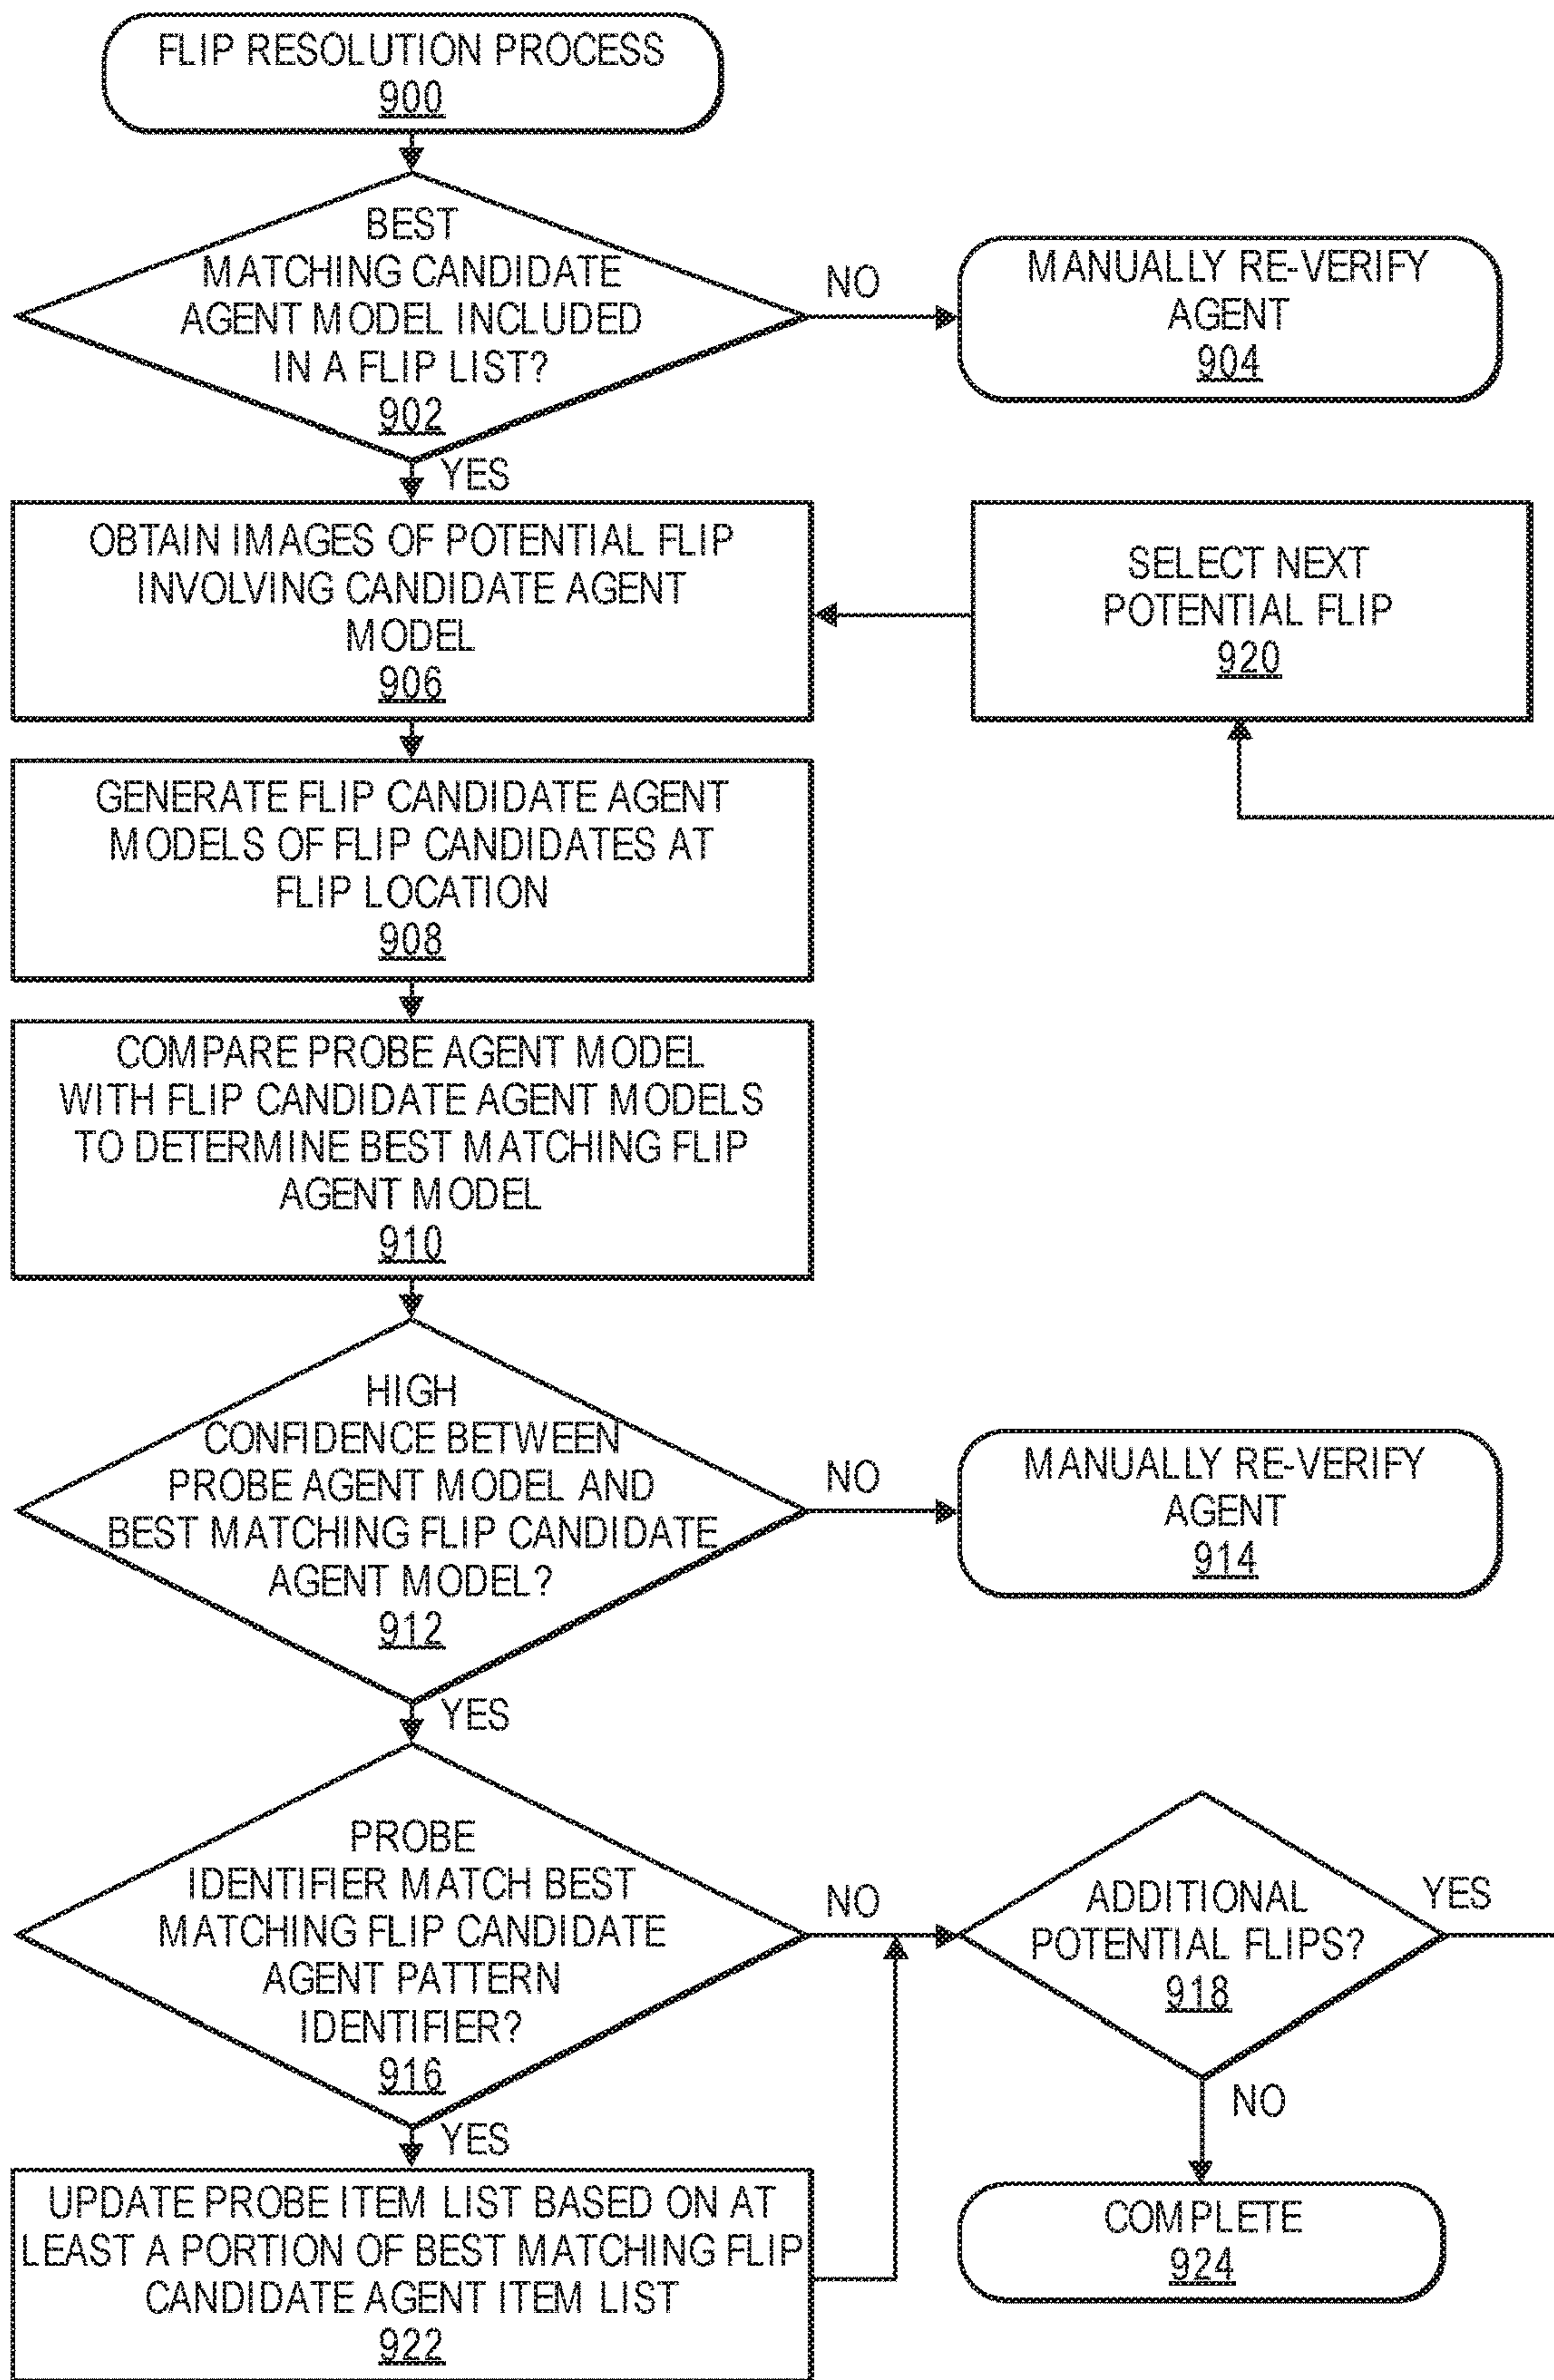 FLIP RESOLUTION PROCESS
900
BEST
MATCHING CANDIDATE
AGENT MODEL INCLUDED
IN A FLIP LIST?
902
NO
MANUALLY RE-VERIFY
AGENT
904
YES
OBTAIN IMAGES OF POTENTIAL FLIP
INVOLVING CANDIDATE AGENT
MODEL
906
SELECT NEXT
POTENTIAL FLIP
920
GENERATE FLIP CANDIDATE AGENT
MODELS OF FLIP CANDIDATES AT
FLIP LOCATION
908
COMPARE PROBE AGENT MODEL
WITH FLIP CANDIDATE AGENT MODELS
TO DETERMINE BEST MATCHING FLIP
AGENT MODEL
910
HIGH
CONFIDENCE BETWEEN
PROBE AGENT MODEL AND
BEST MATCHING FLIP CANDIDATE
AGENT MODEL?
912
NO
MANUALLY RE-VERIFY
AGENT
914
YES
PROBE
IDENTIFIER MATCH BEST
MATCHING FLIP CANDIDATE
AGENT PATTERN
IDENTIFIER?
916
NO
ADDITIONAL
POTENTIAL FLIPS?
918
YES
NO
YES
UPDATE PROBE ITEM LIST BASED ON AT
LEAST A PORTION OF BEST MATCHING FLIP
CANDIDATE AGENT ITEM LIST
922
COMPLETE
924